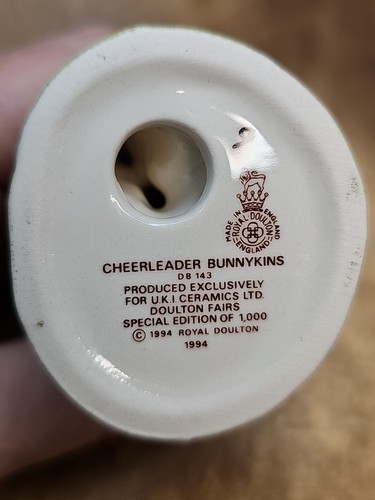 MADE IN ENGLAND
ROYAL DOULTON
ENGLAND
CHEERLEADER BUNNYKINS
DB 143
PRODUCED EXCLUSIVELY
FOR U.K.I. CERAMICS LTD.
DOULTON FAIRS
SPECIAL EDITION OF 1,000
© 1994 ROYAL DOULTON
1994